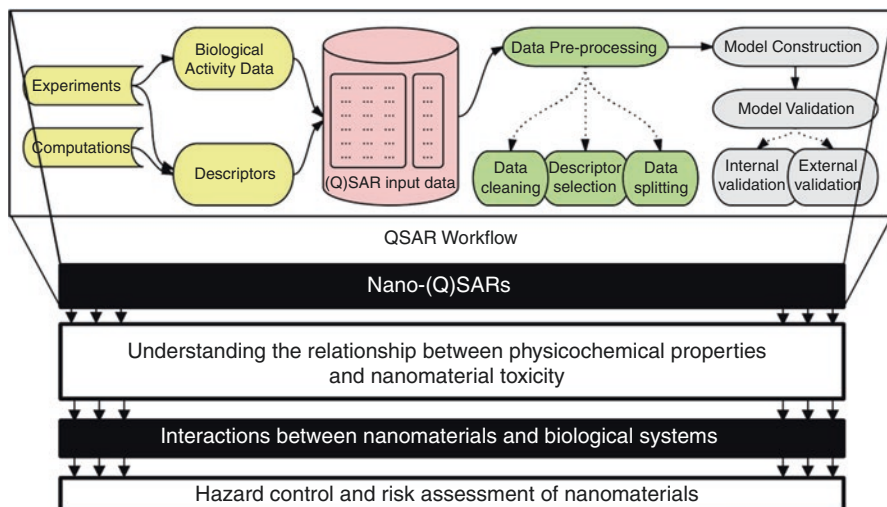 Experiments
Computations
Biological
Activity Data
Descriptors
(Q)SAR input data
Data Pre-processing
Data
cleaning
Descriptor
selection
Data
splitting
Model Construction
Model Validation
Internal
validation
External
validation
QSAR Workflow
Nano-(Q)SARs
Understanding the relationship between physicochemical properties
and nanomaterial toxicity
Interactions between nanomaterials and biological systems
Hazard control and risk assessment of nanomaterials